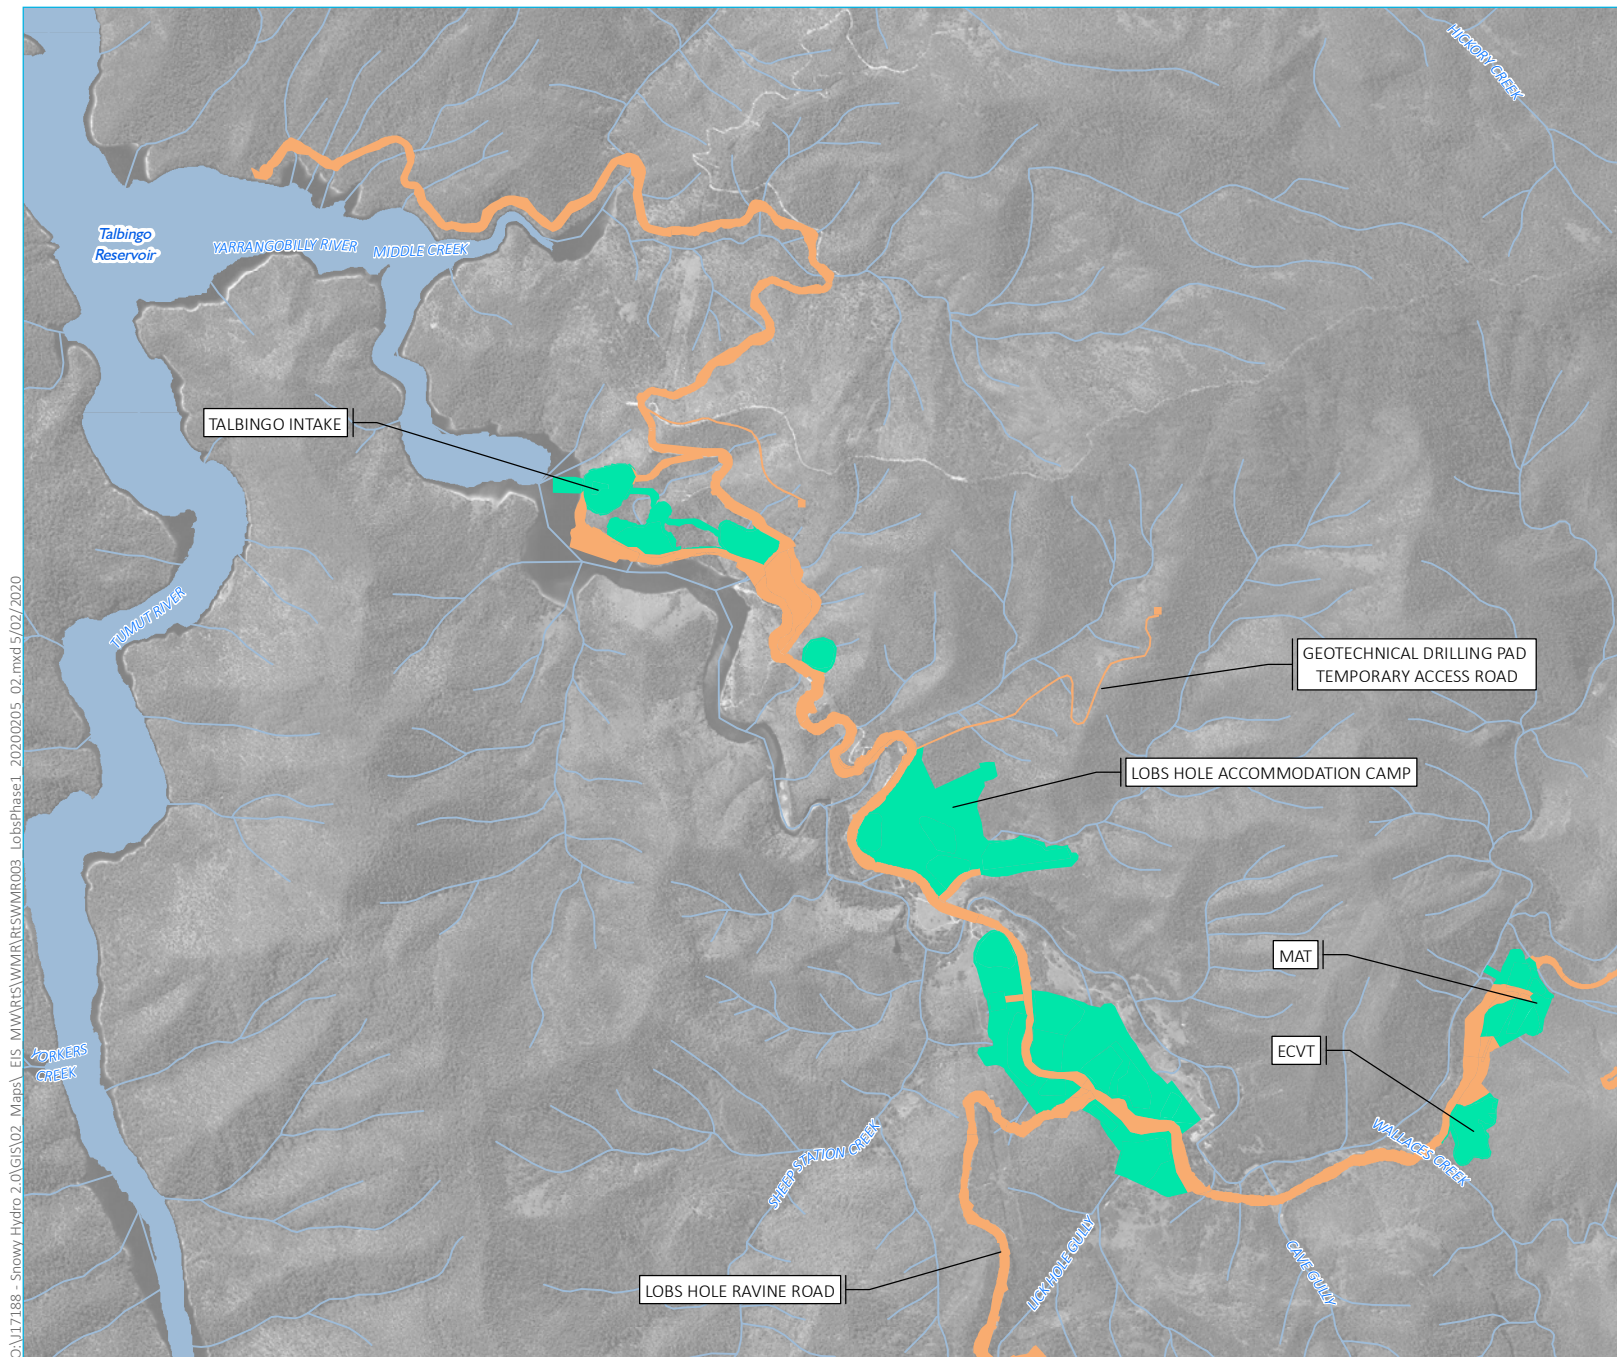 HICKORY CREEK
Talbingo
Reservoir
YARRANGOBILLY RIVER
MIDDLE CREEK
TALBINGO INTAKE
TUMUT RIVER
GEOTECHNICAL DRILLING PAD
TEMPORARY ACCESS ROAD
LOBS HOLE ACCOMMODATION CAMP
MAT
ECVT
YORKERS
CREEK
WALLACES CREEK
SHEEP STATION CREEK
LICK HOLE GULLY
CAVE GULLY
LOBS HOLE RAVINE ROAD
O:\J17188 - Snowy Hydro 2.0\GIS\02_Maps\_EIS_MW\RtS\WMR\RtSWMR003_LobsPhase1_20200205_02.mxd 5/02/2020